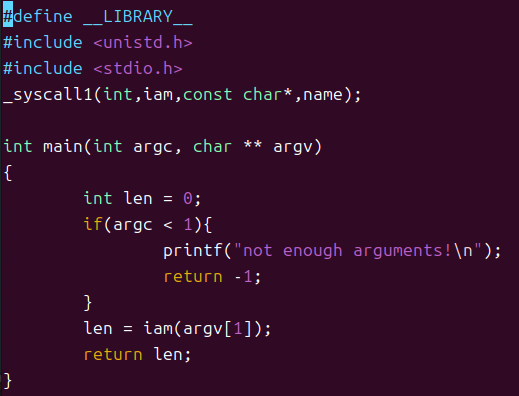 #define __LIBRARY__
#include <unistd.h>
#include <stdio.h>
_syscall1(int,iam,const char*,name);

int main(int argc, char ** argv)
{
        int len = 0;
        if(argc < 1){
                printf("not enough arguments!\n");
                return -1;
        }
        len = iam(argv[1]);
        return len;
}